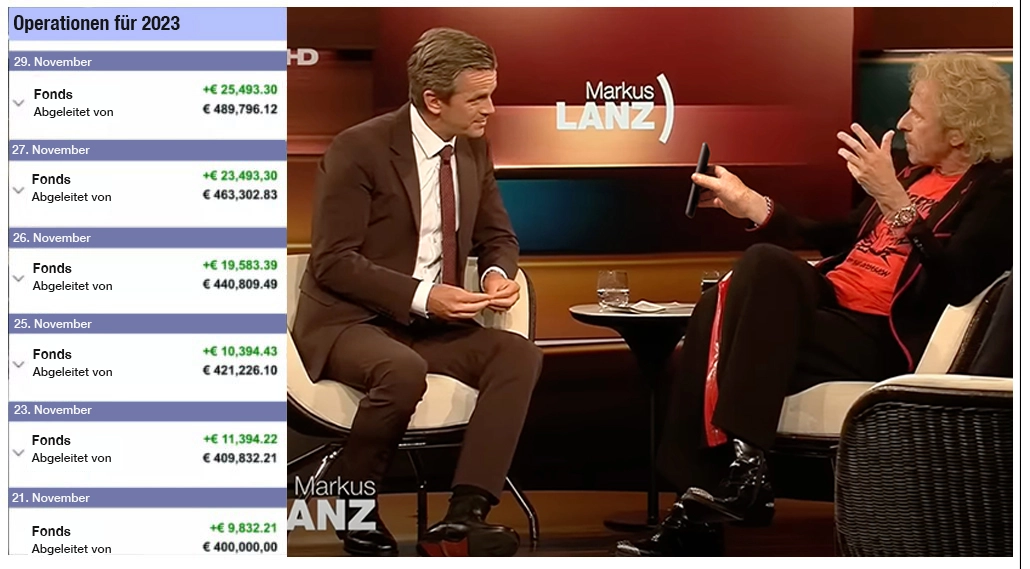 Operationen für 2023
29. November
Fonds
+€ 25,493.30
Abgeleitet von
€ 489,796.12
27. November
Fonds
+€ 23,493,30
Abgeleitet von
€ 463,302.83
26. November
Fonds
+€ 19,583.39
Abgeleitet von
€ 440,809.49
25. November
Fonds
+€ 10,394.43
Abgeleitet von
€ 421,226.10
23. November
Fonds
+€ 11,394.22
Abgeleitet von
€ 409,832.21
21. November
Fonds
+€ 9,832.21
Abgeleitet von
€ 400,000,00
HD
Markus
LANZ
Markus
ANZ